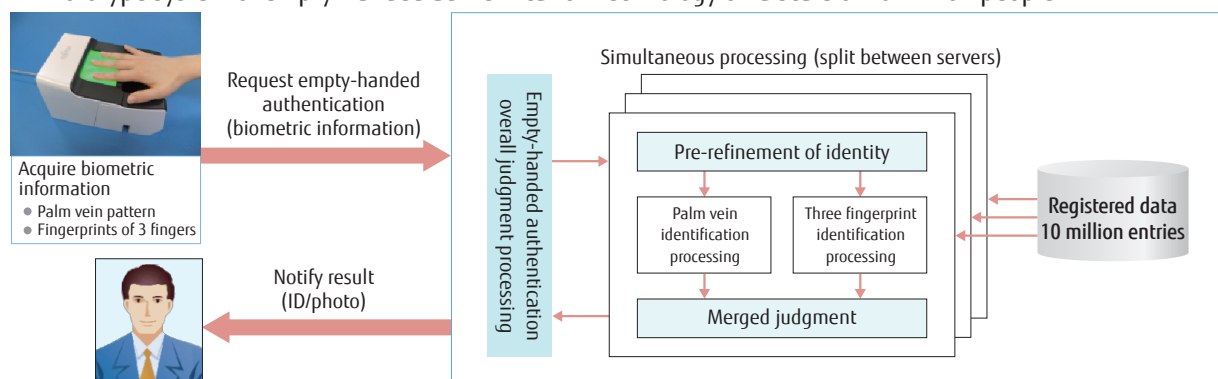 Request empty-handed
authentication
(biometric information)
Acquire biometric
information
● Palm vein pattern
● Fingerprints of 3 fingers
Notify result
(ID/photo)
Empty-handed authentication
overall judgment processing
Simultaneous processing (split between servers)
Pre-refinement of identity
Palm vein
identification
processing
Three fingerprint
identification
processing
Merged judgment
Registered data
10 million entries